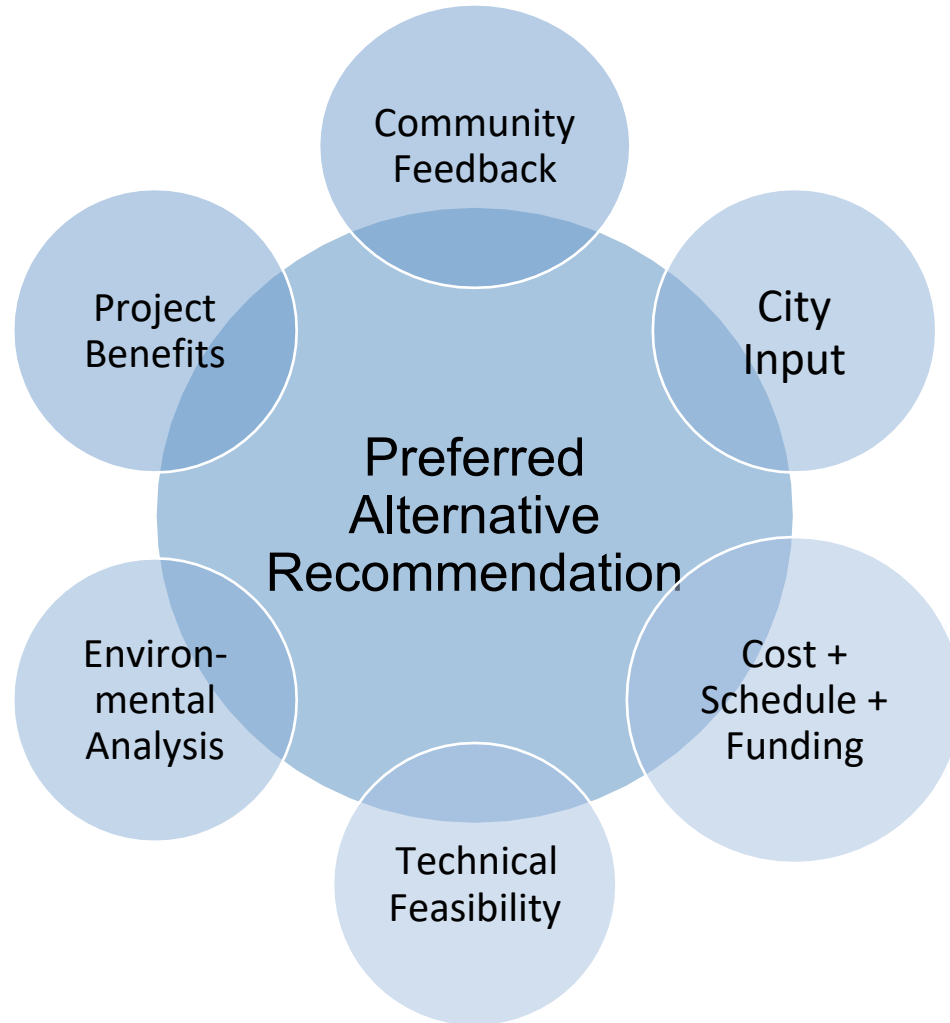 Community
Feedback
Project
Benefits
City
Input
Preferred
Alternative
Recommendation
Environ-
mental
Analysis
Cost +
Schedule +
Funding
Technical
Feasibility